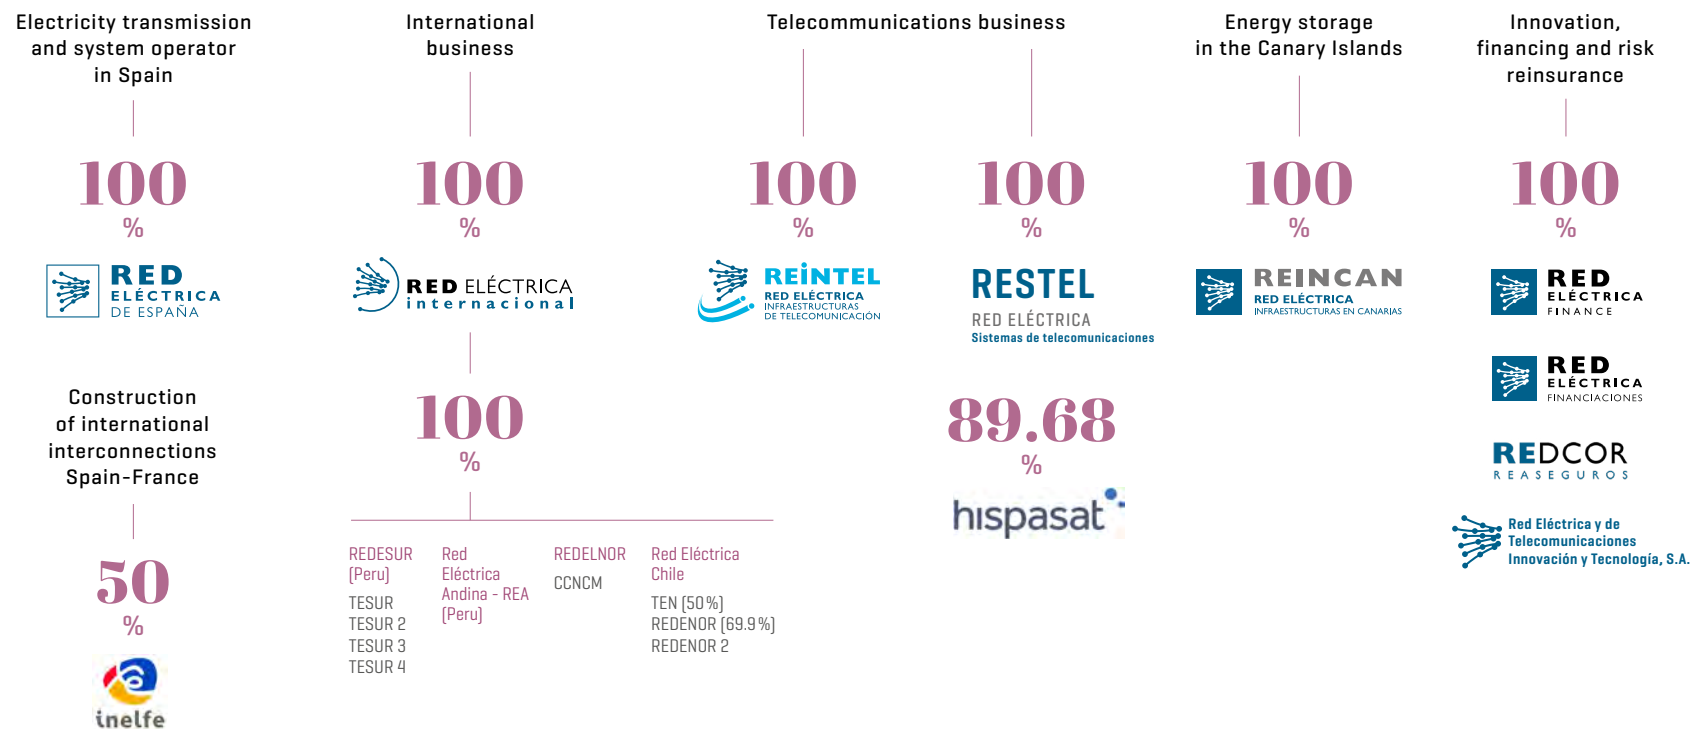 Electricity transmission
and system operator
in Spain
100
%
RED
ELÉCTRICA
DE ESPAÑA
Construction
of international
interconnections
Spain-France
50
%
inelfe
International
business
100
%
RED ELÉCTRICA
internacional
100
%
REDESUR
(Peru)
TESUR
TESUR 2
TESUR 3
TESUR 4
Red
Eléctrica
Andina - REA
(Peru)
REDELNOR
CCNCM
Red Eléctrica
Chile
TEN (50%)
REDENOR (69.9%)
REDENOR 2
Telecommunications business
100
%
REiNTEL
RED ELÉCTRICA
INFRAESTRUCTURAS
DE TELECOMUNICACIÓN
100
%
RESTEL
RED ELÉCTRICA
Sistemas de telecomunicaciones
89.68
%
hispasat
Energy storage
in the Canary Islands
100
%
REINCAN
RED ELÉCTRICA
INFRAESTRUCTURAS EN CANARIAS
Innovation,
financing and risk
reinsurance
100
%
RED
ELÉCTRICA
FINANCE
RED
ELÉCTRICA
FINANCIACIONES
REDCOR
REASEGUROS
Red Eléctrica y de
Telecomunicaciones
Innovación y Tecnología, S.A.